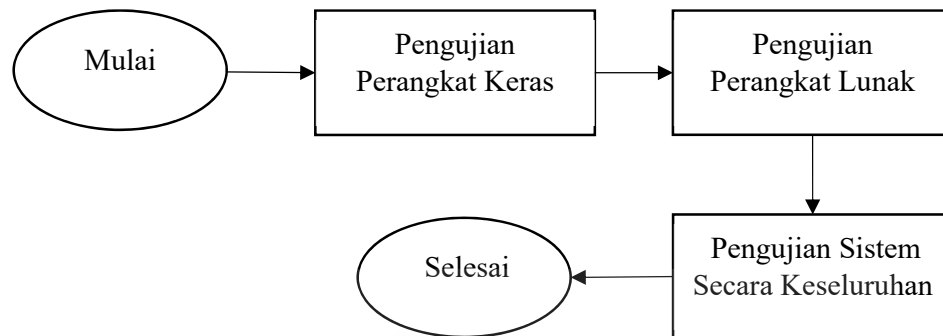 Mulai
Pengujian
Perangkat Keras
Pengujian
Perangkat Lunak
Pengujian Sistem
Secara Keseluruhan
Selesai